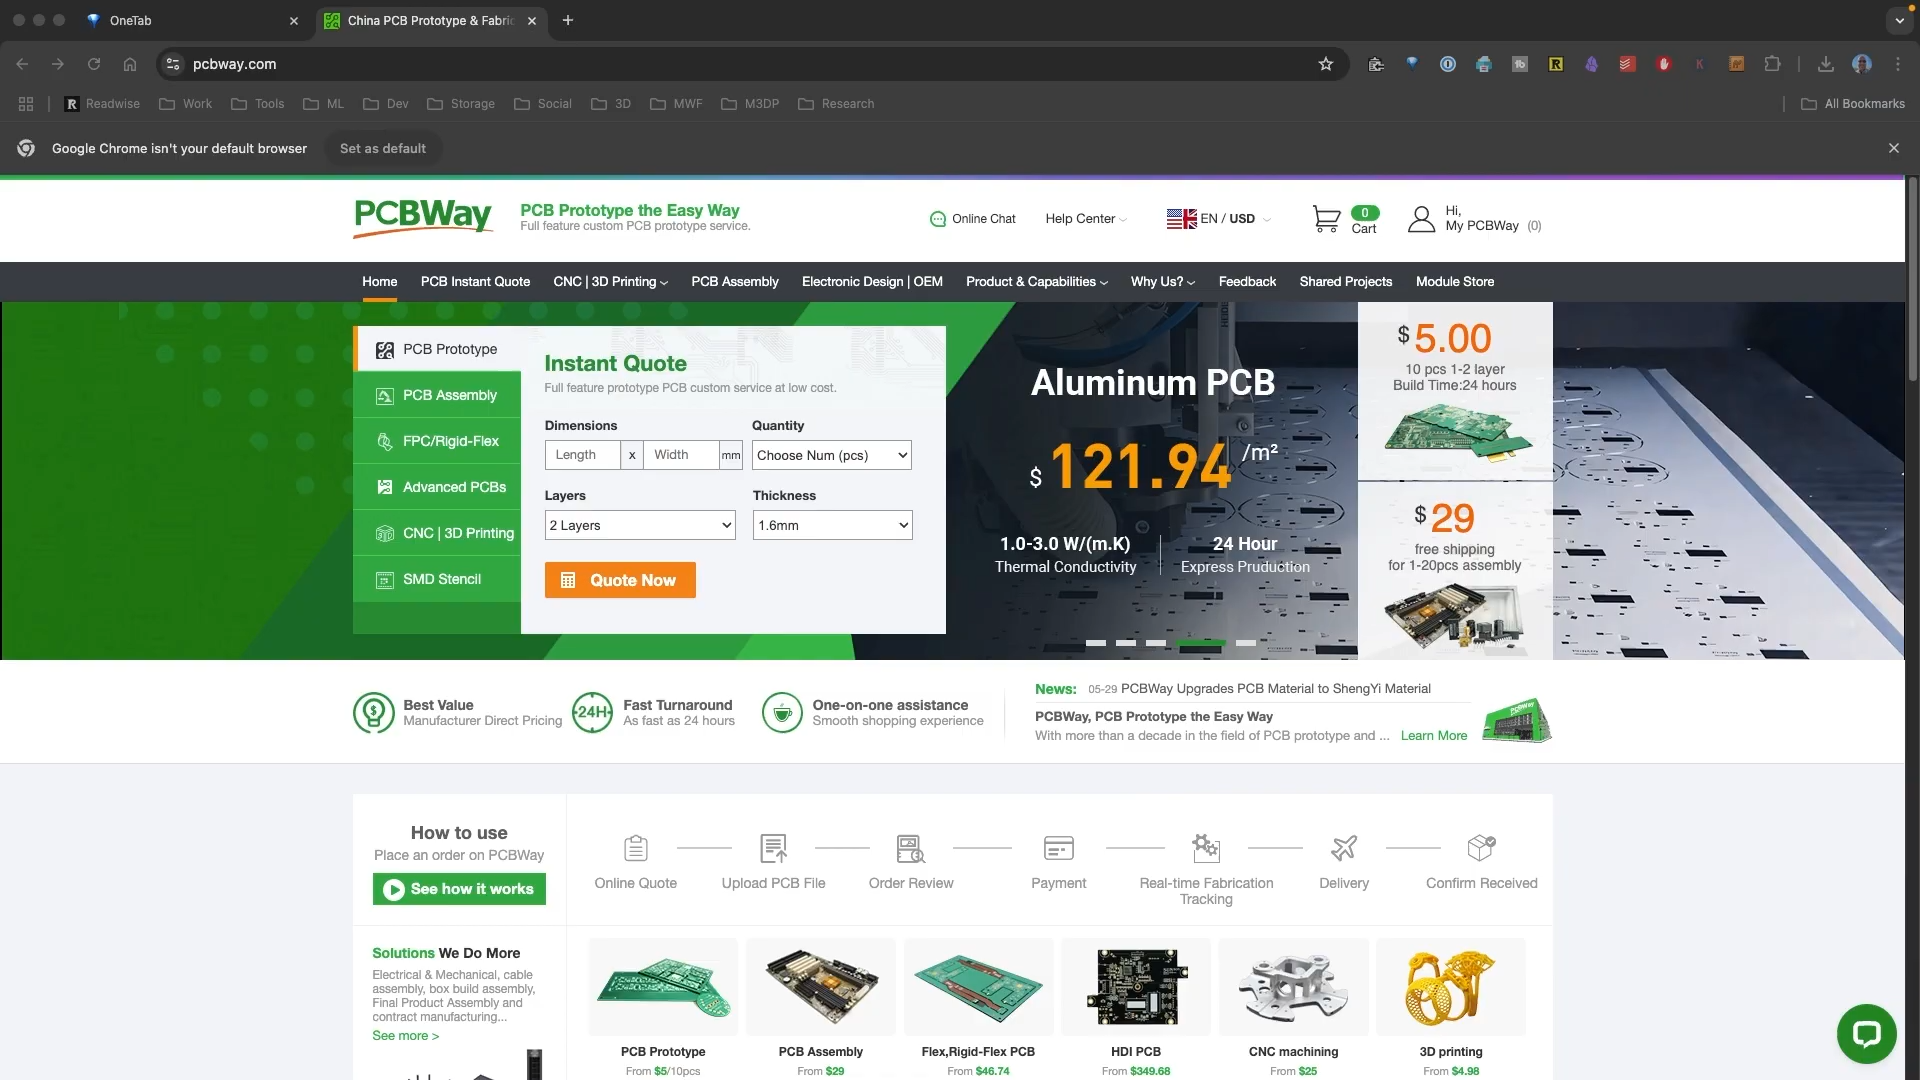 OneTab
China PCB Prototype & Fabric
pcbway.com
Readwise
Work
Tools
ML
Dev
Storage
Social
3D
MWF
M3DP
Research
All Bookmarks
Google Chrome isn't your default browser
Set as default
PCBWay
PCB Prototype the Easy Way
Full feature custom PCB prototype service.
Online Chat
Help Center
EN / USD
0
Cart
Hi,
My PCBWay (0)
Home
PCB Instant Quote
CNC | 3D Printing
PCB Assembly
Electronic Design | OEM
Product & Capabilities
Why Us?
Feedback
Shared Projects
Module Store
PCB Prototype
PCB Assembly
FPC/Rigid-Flex
Advanced PCBs
CNC | 3D Printing
SMD Stencil
Instant Quote
Full feature prototype PCB custom service at low cost.
Dimensions
Quantity
Length
x
Width
mm
Choose Num (pcs)
Layers
Thickness
2 Layers
1.6mm
Quote Now
Aluminum PCB
$ 121.94 /m²
1.0-3.0 W/(m.K)
Thermal Conductivity
24 Hour
Express Pruduction
$ 5.00
10 pcs 1-2 layer
Build Time:24 hours
$ 29
free shipping
for 1-20pcs assembly
Best Value
Manufacturer Direct Pricing
24H
Fast Turnaround
As fast as 24 hours
One-on-one assistance
Smooth shopping experience
News: 05-29 PCBWay Upgrades PCB Material to ShengYi Material
PCBWay, PCB Prototype the Easy Way
With more than a decade in the field of PCB prototype and ... Learn More
How to use
Place an order on PCBWay
See how it works
Online Quote
Upload PCB File
Order Review
Payment
Real-time Fabrication
Tracking
Delivery
Confirm Received
Solutions We Do More
Electrical & Mechanical, cable
assembly, box build assembly,
Final Product Assembly and
contract manufacturing...
See more >
PCB Prototype
From $5/10pcs
PCB Assembly
From $29
Flex,Rigid-Flex PCB
From $46.74
HDI PCB
From $349.68
CNC machining
From $25
3D printing
From $4.98